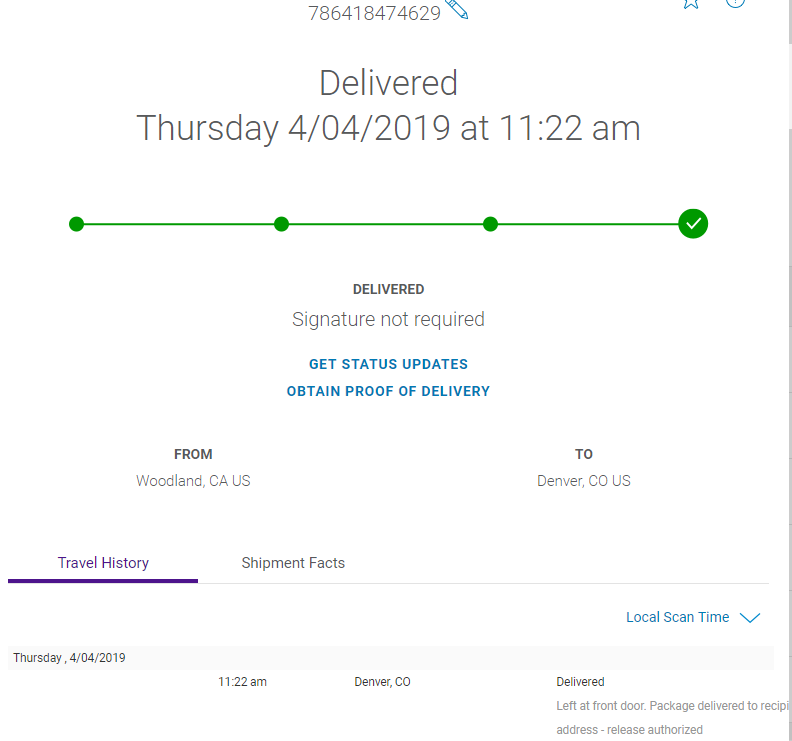 786418474629
Delivered
Thursday 4/04/2019 at 11:22 am
DELIVERED
Signature not required
GET STATUS UPDATES
OBTAIN PROOF OF DELIVERY
FROM
TO
Woodland, CA US
Denver, CO US
Travel History
Shipment Facts
Local Scan Time
Thursday , 4/04/2019
11:22 am
Denver, CO
Delivered
Left at front door. Package delivered to recipi
address - release authorized